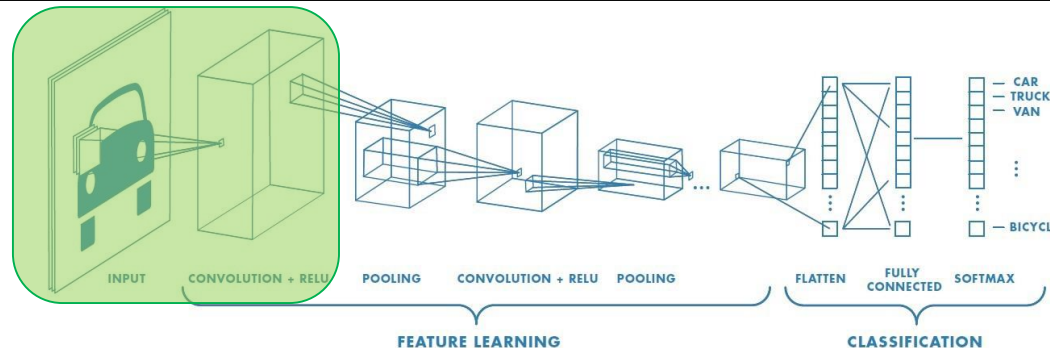 CAR
TRUCK
VAN
BICYCL
INPUT
CONVOLUTION + RELU
POOLING
CONVOLUTION + RELU
POOLING
FLATTEN
FULLY
CONNECTED
SOFTMAX
FEATURE LEARNING
CLASSIFICATION